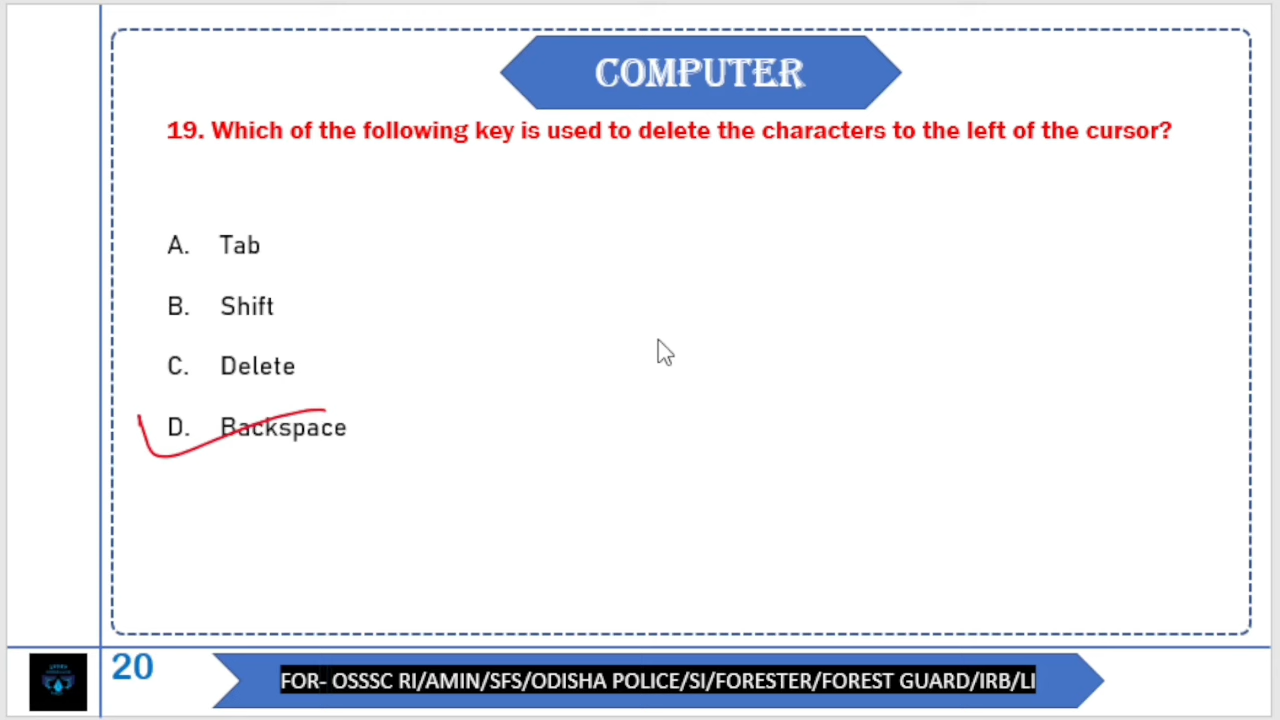 COMPUTER
19. Which of the following key is used to delete the characters to the left of the cursor?
A. Tab
B. Shift
C. Delete
D. Backspace
20
FOR- OSSSC RI/AMIN/SFS/ODISHA POLICE/SI/FORESTER/FOREST GUARD/IRB/LI